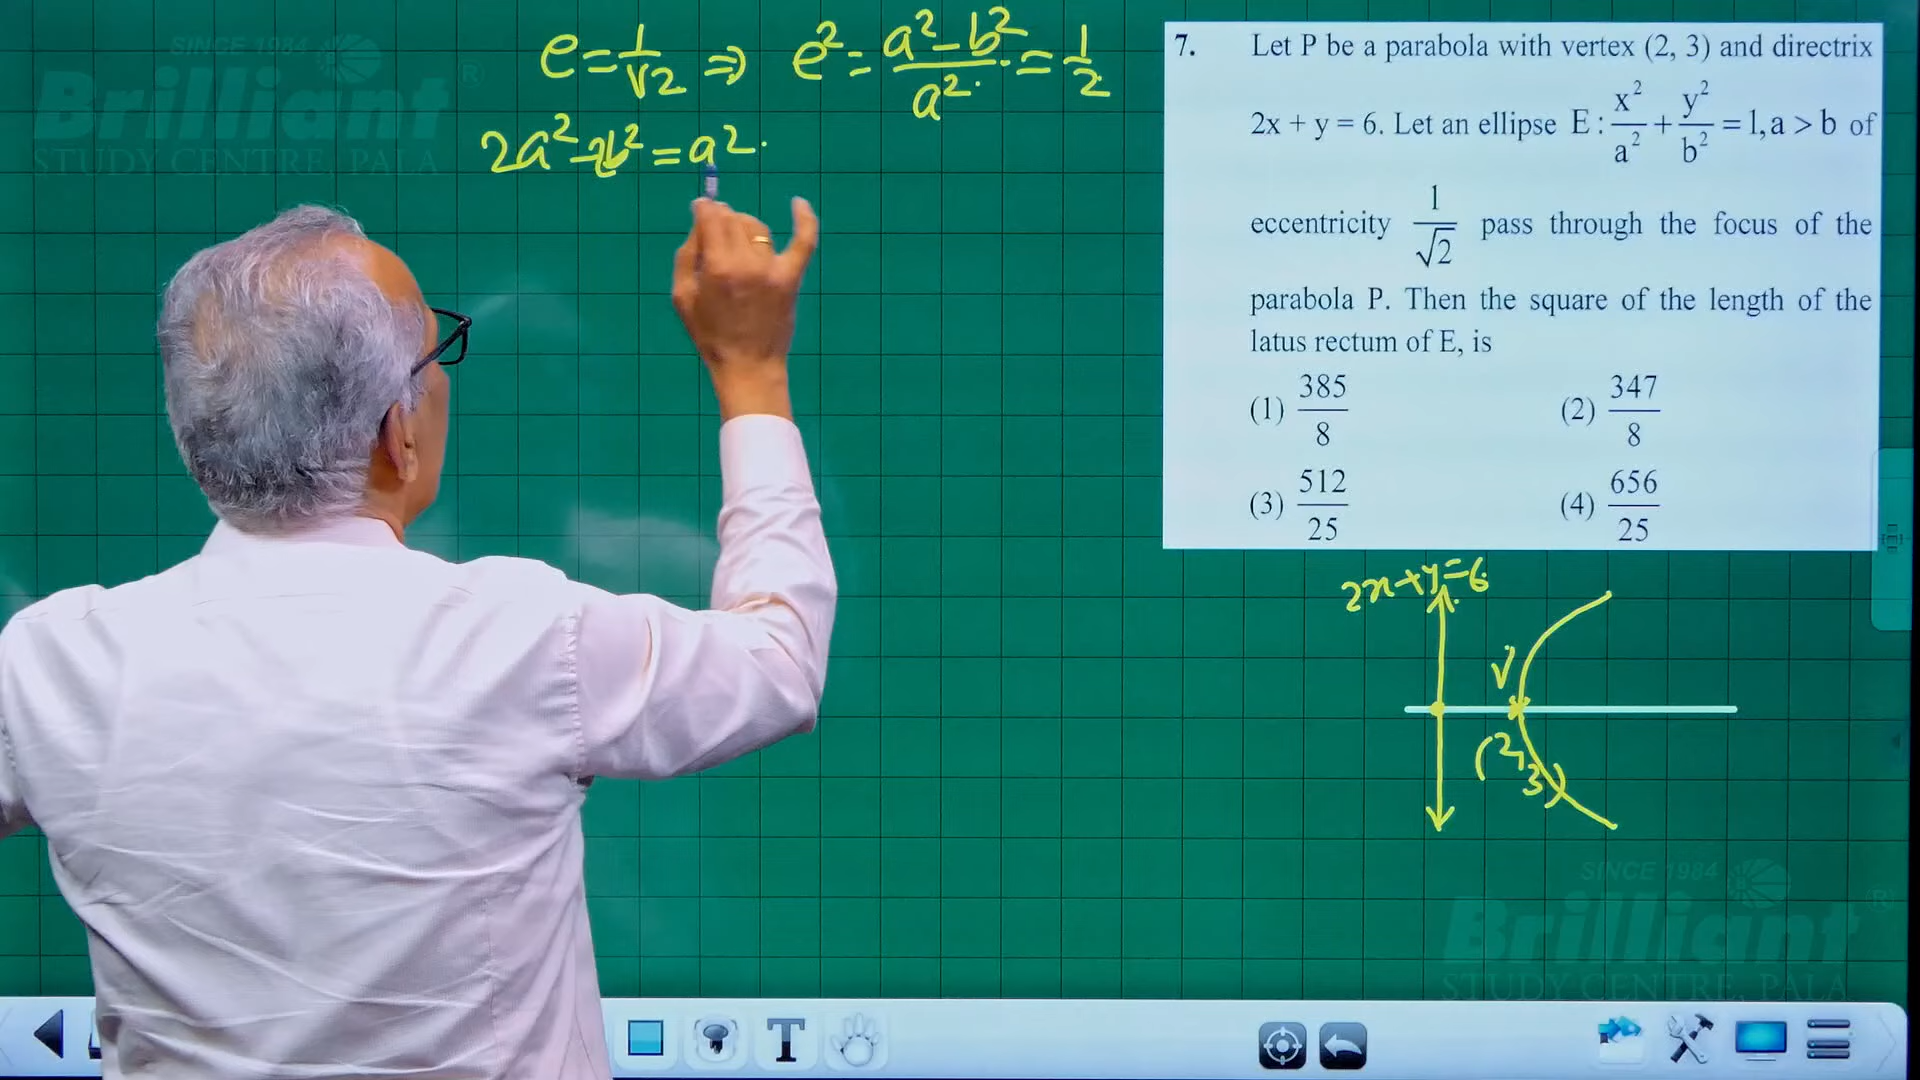 SINCE 1984
Brilliant ®
STUDY CENTRE, PALA
e = 1/√2 ⇒ e² = (a² - b²)/a² = 1/2
2a² - 2b² = a²
7. Let P be a parabola with vertex (2, 3) and directrix
2x + y = 6. Let an ellipse E : x²/a² + y²/b² = 1, a > b of
eccentricity 1/√2 pass through the focus of the
parabola P. Then the square of the length of the
latus rectum of E, is
(1) 385/8 (2) 347/8
(3) 512/25 (4) 656/25
2x+y=6
V
(2,3)
SINCE 1984
Brilliant ®
STUDY CENTRE, PALA
T